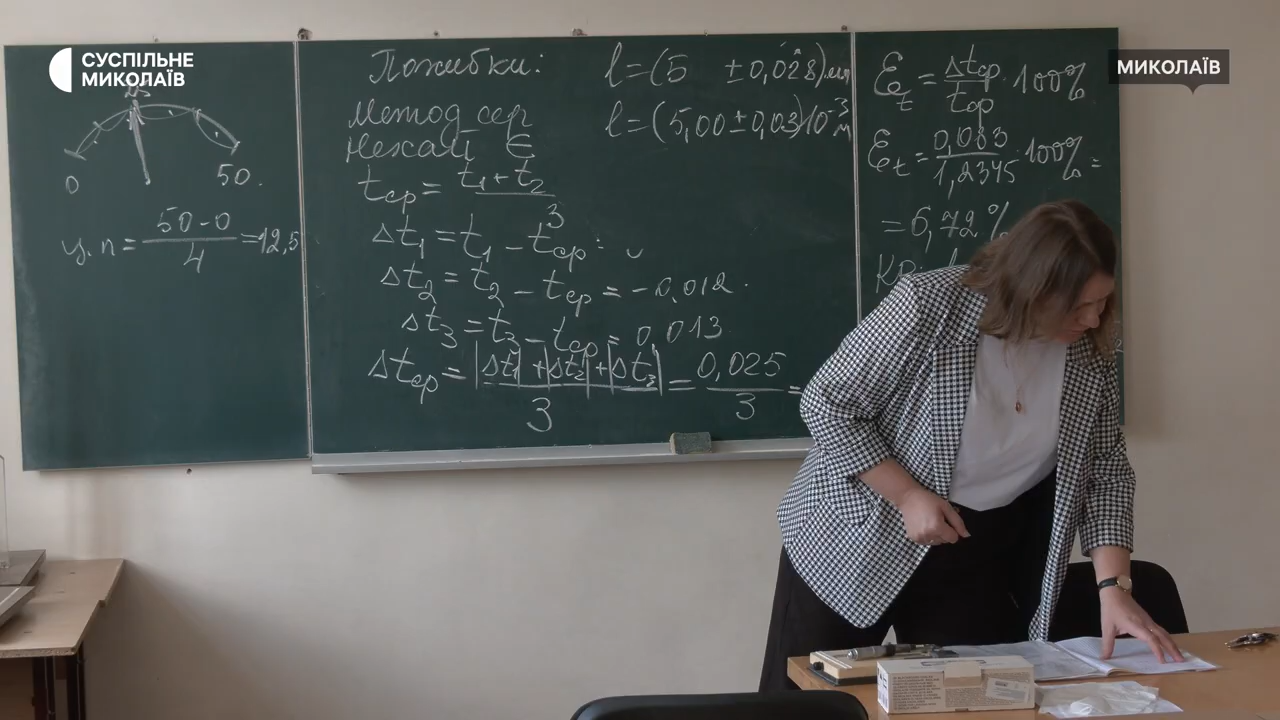 СУСПІЛЬНЕ
МИКОЛАЇВ
МИКОЛАЇВ
25
0
50.
ц.п = (50 - 0)/4 = 12,5
Похибки:
Метод сер
Нехай Є
tср = (t₁ + t₂)/3
Δt₁ = t₁ - tср =
Δt₂ = t₂ - tср = -0,012.
Δt₃ = t₃ - tср = 0,013
Δtср = (|Δt₁| + |Δt₂| + |Δt₃|)/3 = 0,025/3 =
l = (5 ± 0,028) мм
l = (5,00 ± 0,03) 10⁻³ м
Ɛt = Δtср/tср · 100%
Ɛt = 0,083/1,2345 · 100% =
= 6,72 %